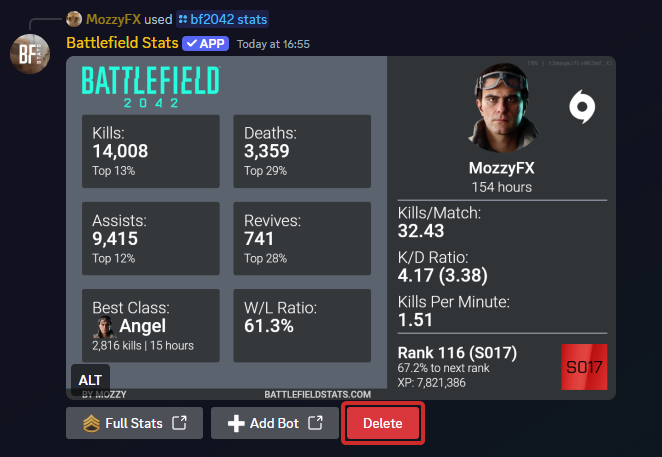 MozzyFX used bf2042 stats
BF STATS
Battlefield Stats ✓ APP Today at 16:55
BATTLEFIELD
2042
Kills:
14,008
Top 13%
Deaths:
3,359
Top 29%
Assists:
9,415
Top 12%
Revives:
741
Top 28%
Best Class:
Angel
2,816 kills | 15 hours
W/L Ratio:
61.3%
ALT
BY MOZZY
BATTLEFIELDSTATS.COM
MozzyFX
154 hours
Kills/Match:
32.43
K/D Ratio:
4.17 (3.38)
Kills Per Minute:
1.51
Rank 116 (S017)
67.2% to next rank
XP: 7,821,386
S017
Full Stats
Add Bot
Delete